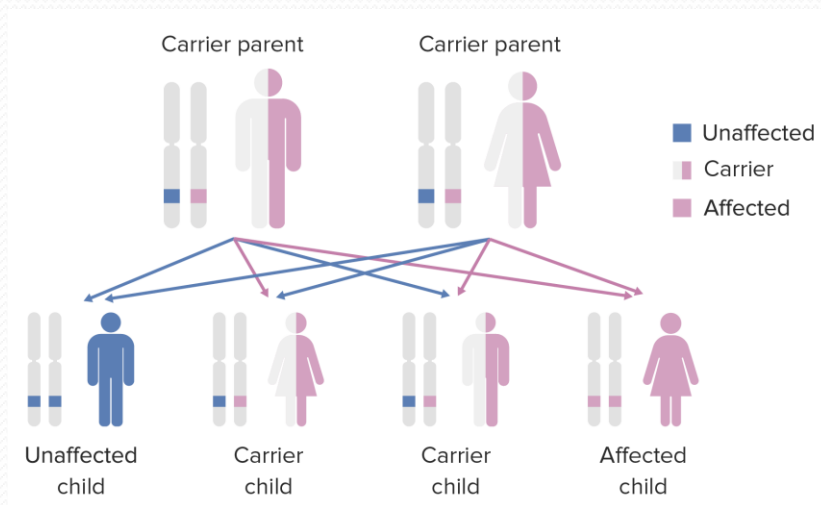 Carrier parent
Carrier parent
Unaffected
Carrier
Affected
Unaffected
child
Carrier
child
Carrier
child
Affected
child